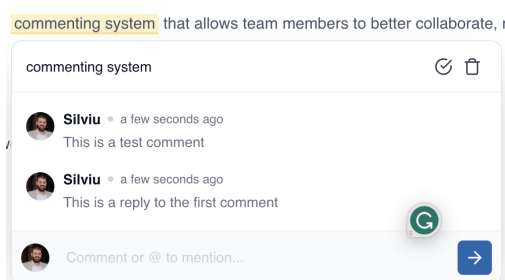 commenting system that allows team members to better collaborate,
commenting system
Silviu • a few seconds ago
This is a test comment
Silviu • a few seconds ago
This is a reply to the first comment
Comment or @ to mention...